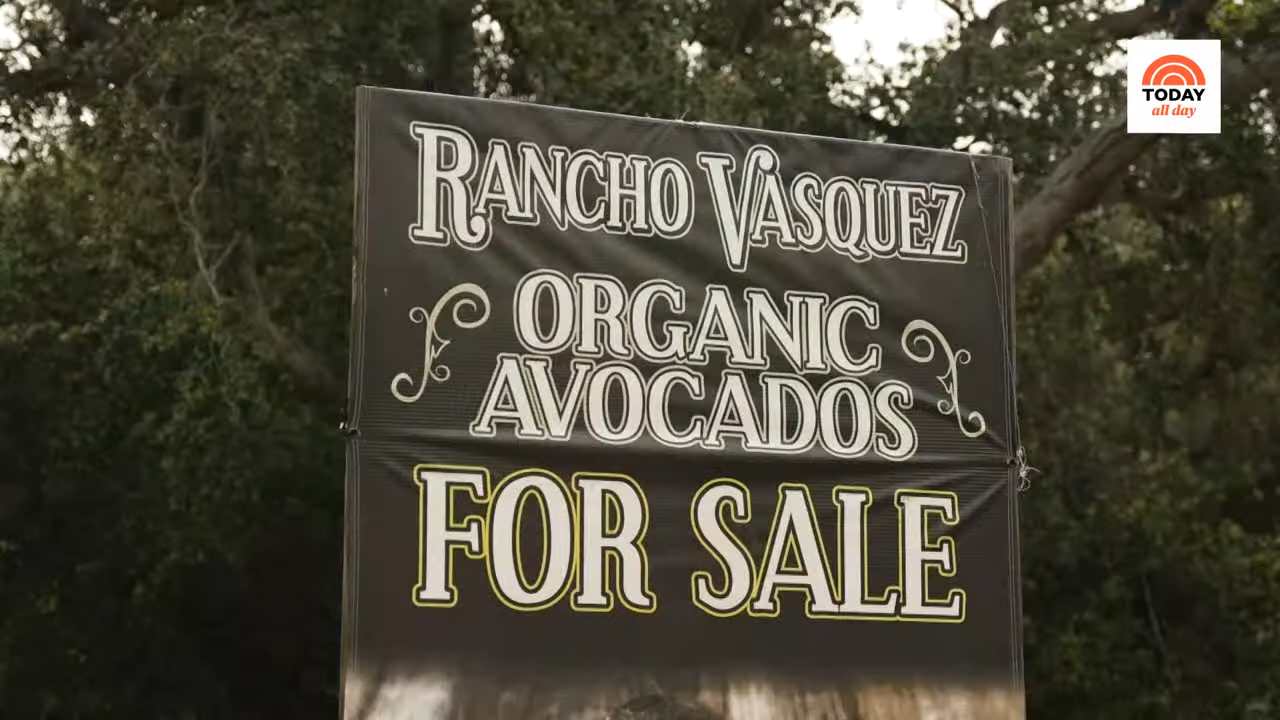 TODAY
all day
RANCHO VASQUEZ
ORGANIC
AVOCADOS
FOR SALE